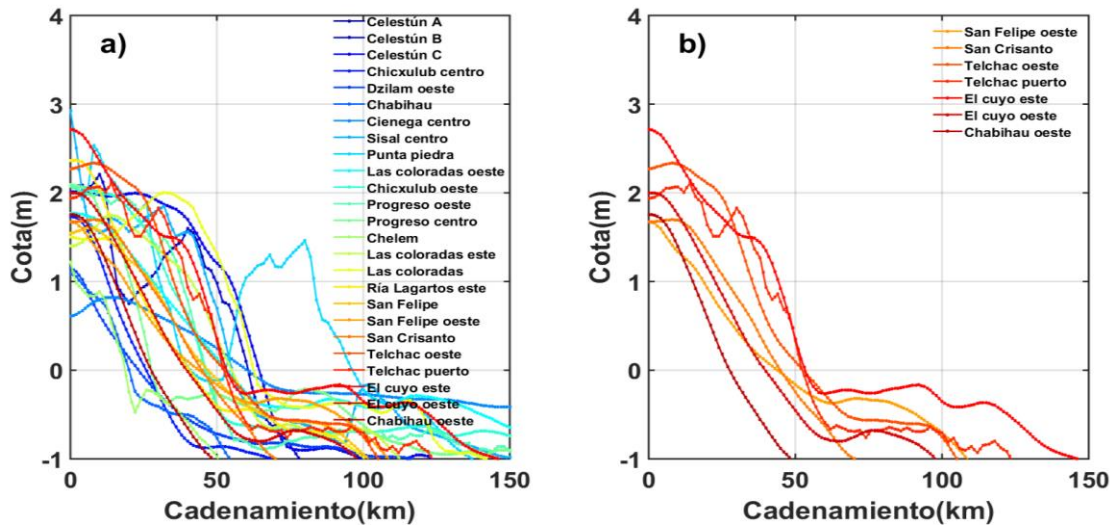 a)
4
3
2
1
0
-1
Cota(m)
0
50
100
150
Cadenamiento(km)
Celestún A
Celestún B
Celestún C
Chicxulub centro
Dzilam oeste
Chabihau
Cienega centro
Sisal centro
Punta piedra
Las coloradas oeste
Chicxulub oeste
Progreso oeste
Progreso centro
Chelem
Las coloradas este
Las coloradas
Ría Lagartos este
San Felipe
San Felipe oeste
San Crisanto
Telchac oeste
Telchac puerto
El cuyo este
El cuyo oeste
Chabihau oeste
b)
4
3
2
1
0
-1
Cota(m)
0
50
100
150
Cadenamiento(km)
San Felipe oeste
San Crisanto
Telchac oeste
Telchac puerto
El cuyo este
El cuyo oeste
Chabihau oeste